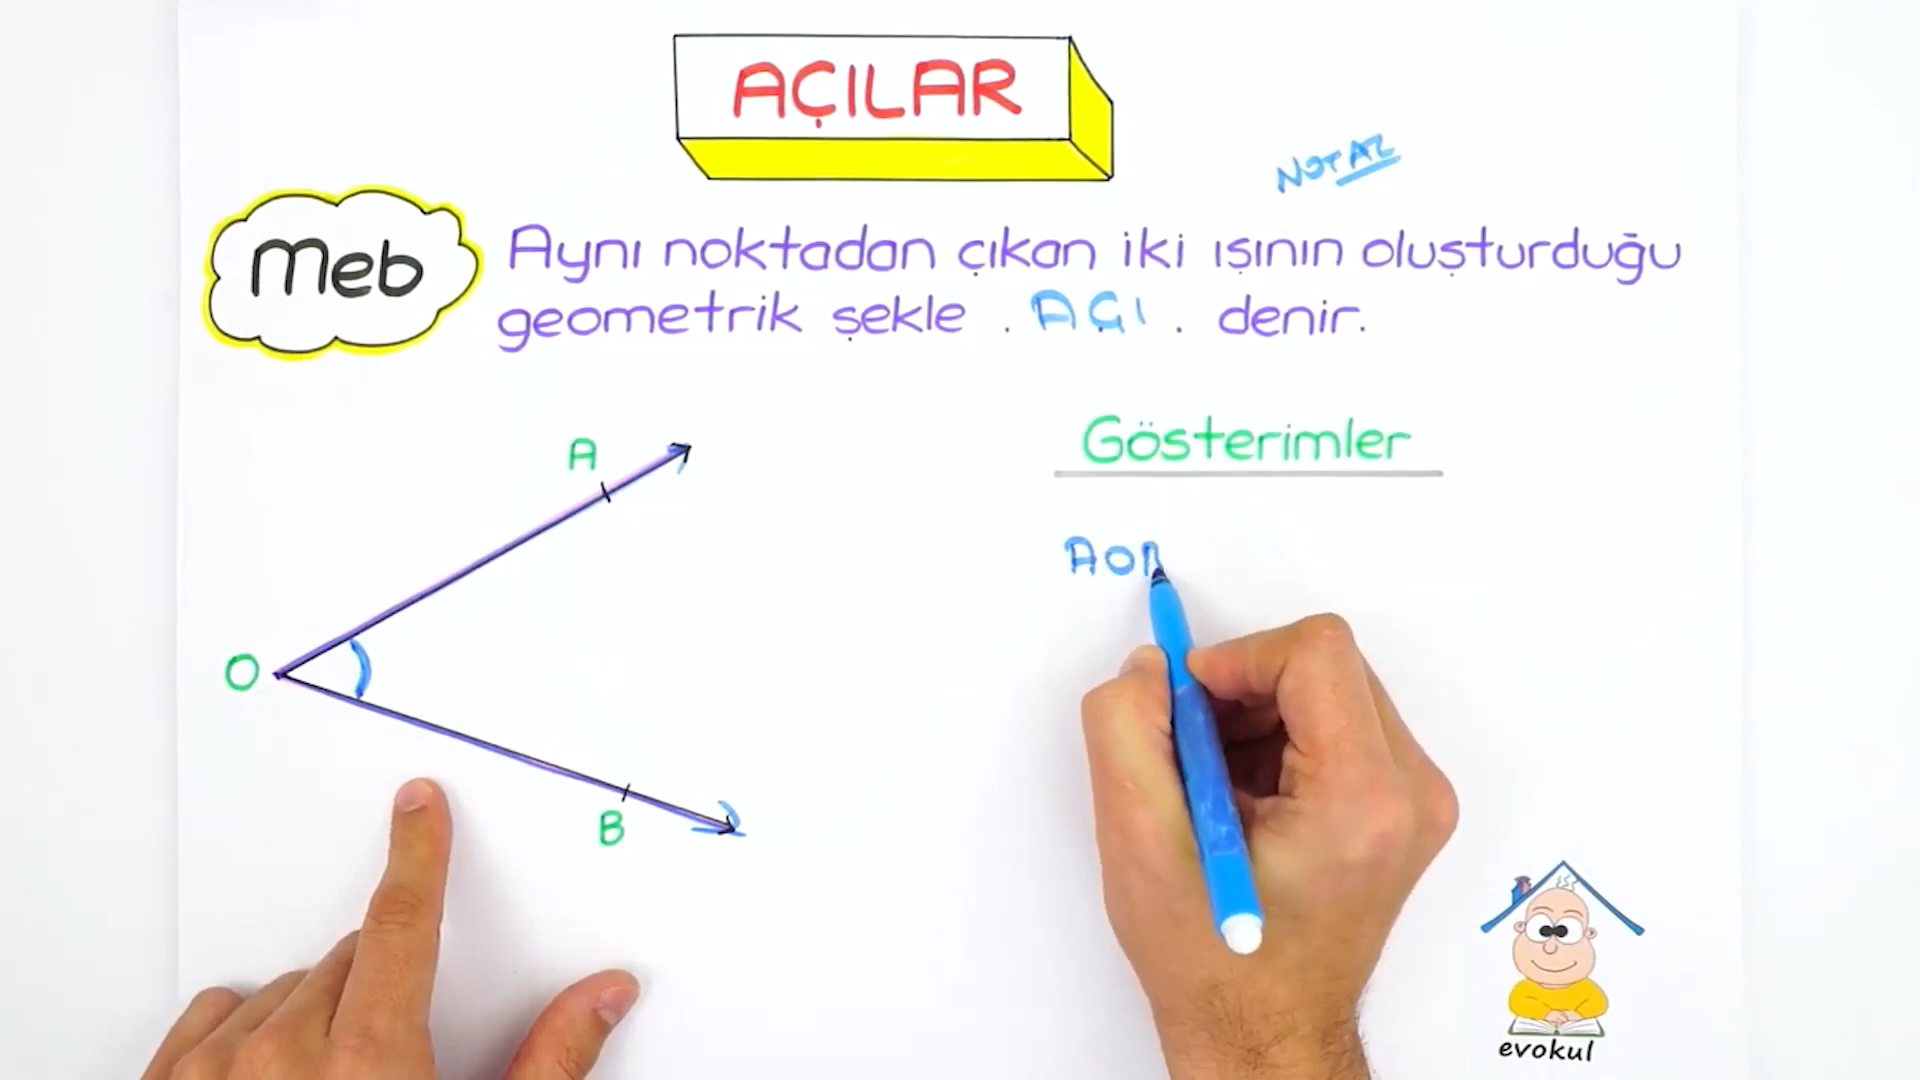 AÇILAR
NOT AL
Meb
Aynı noktadan çıkan iki ışının oluşturduğu
geometrik şekle . AÇI . denir.
A
Gösterimler
AOB
O
B
evokul